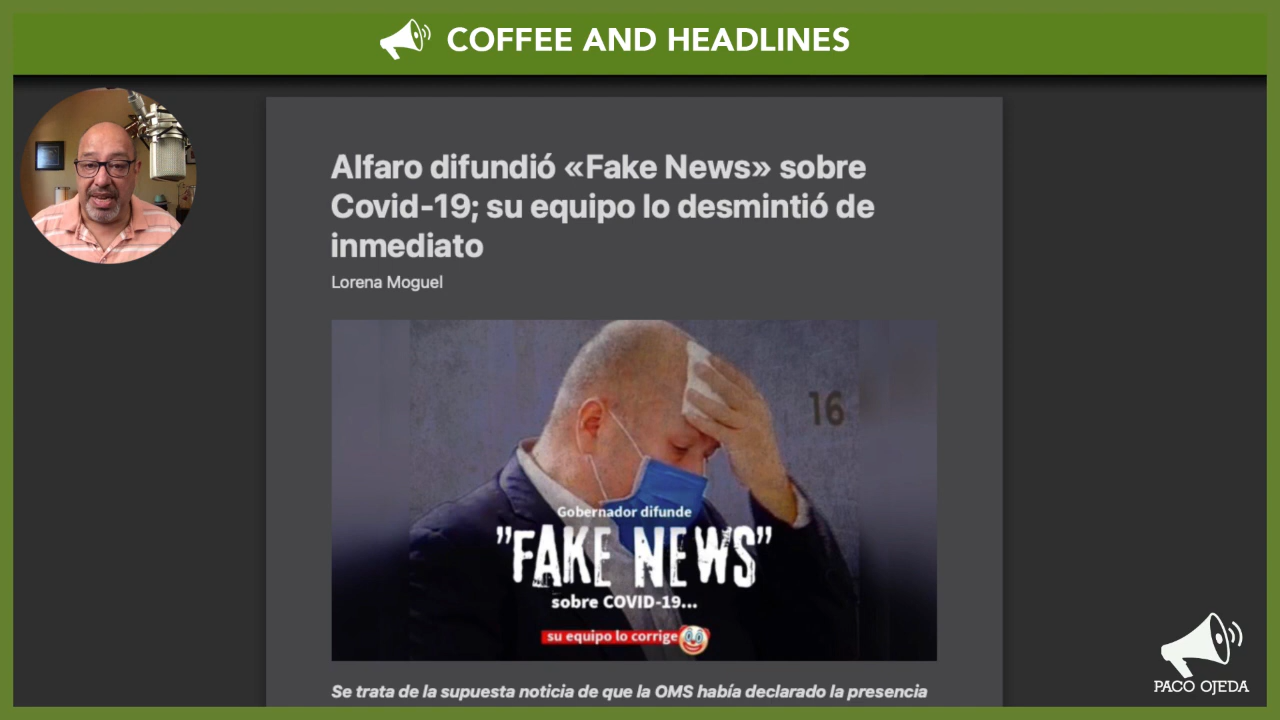 COFFEE AND HEADLINES
Alfaro difundió «Fake News» sobre
Covid-19; su equipo lo desmintió de
inmediato
Lorena Moguel
16
Gobernador difunde
"FAKE NEWS"
sobre COVID-19...
su equipo lo corrige
Se trata de la supuesta noticia de que la OMS había declarado la presencia
PACO OJEDA